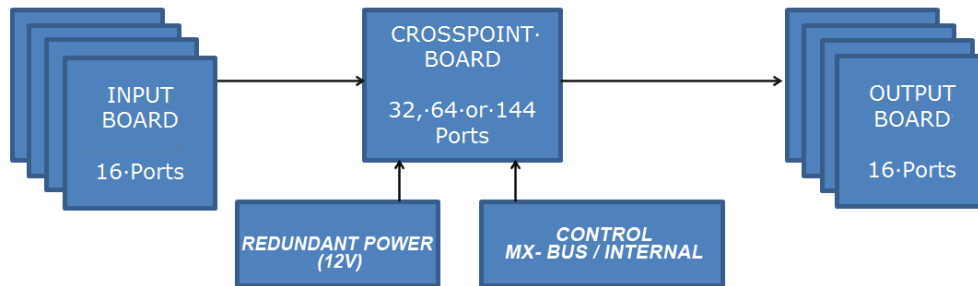 INPUT
BOARD
16·Ports
CROSSPOINT·
BOARD
32,·64·or·144
Ports
OUTPUT
BOARD
16·Ports
REDUNDANT POWER
(12V)
CONTROL
MX- BUS / INTERNAL